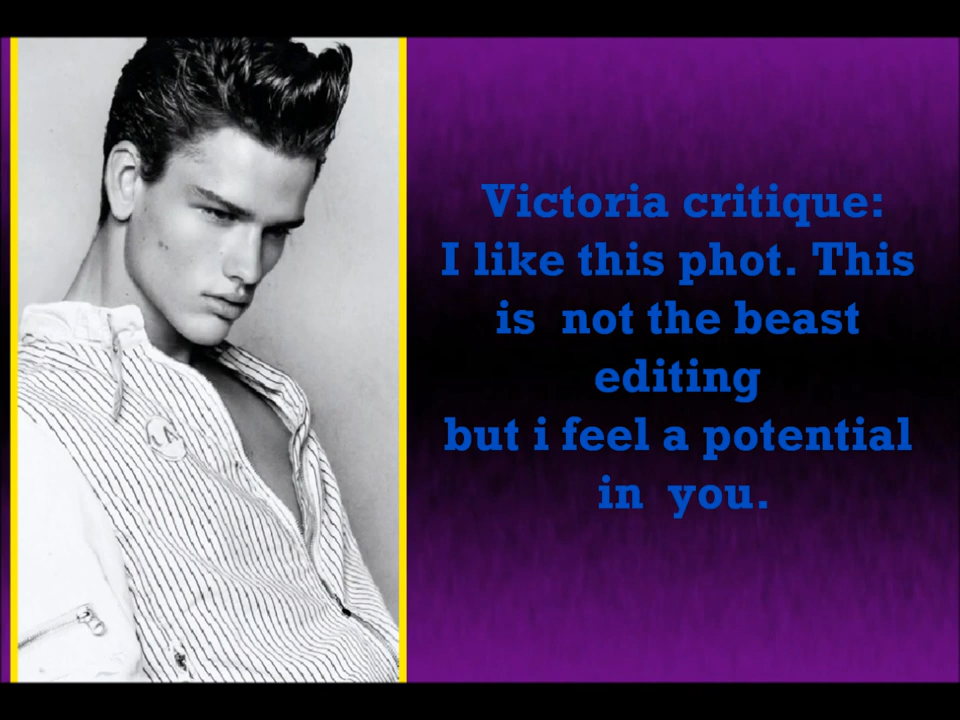 Victoria critique:
I like this phot. This
is  not the beast
editing
but i feel a potential
in  you.